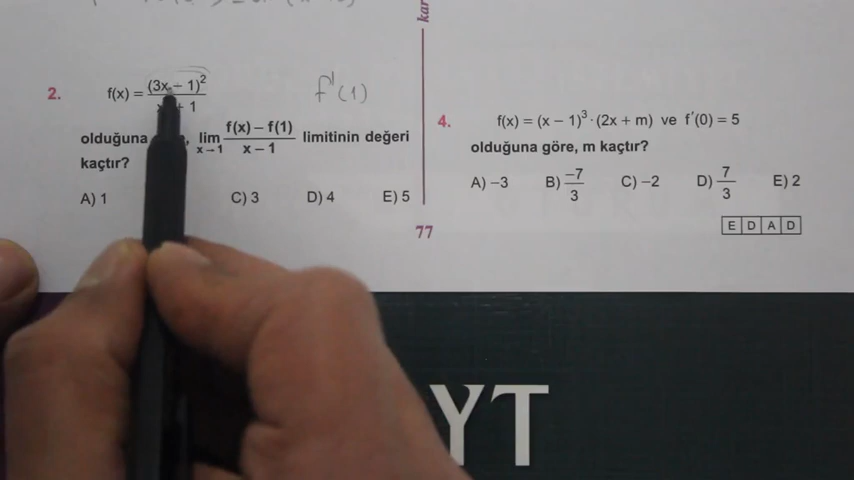 kar
2.
f(x) = (3x − 1)² / + 1
f'(1)
olduğuna , lim x→1 f(x) − f(1) / x − 1 limitinin değeri
kaçtır?
A) 1 C) 3 D) 4 E) 5
4.
f(x) = (x − 1)³ · (2x + m) ve f'(0) = 5
olduğuna göre, m kaçtır?
A) −3 B) −7/3 C) −2 D) 7/3 E) 2
E D A D
77
YT